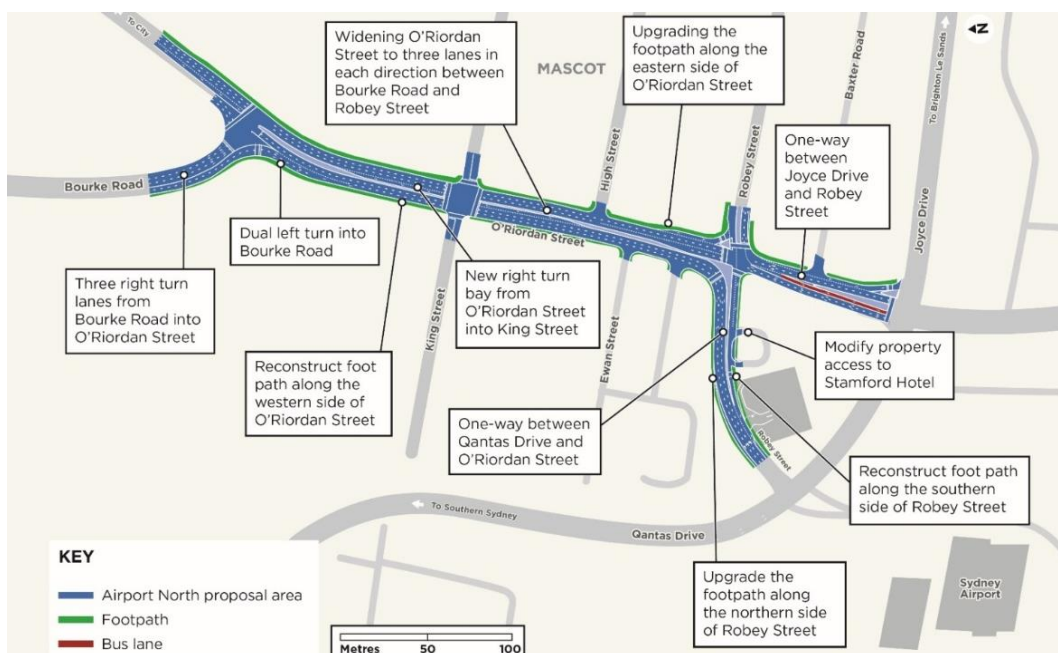 To City
Widening O'Riordan
Street to three lanes in
each direction between
Bourke Road and
Robey Street
MASCOT
Upgrading the
footpath along the
eastern side of
O'Riordan Street
Baxter Road
To Brighton Le Sands
N
One-way
between
Joyce Drive
and Robey
Street
High Street
Robey Street
Joyce Drive
Bourke Road
O'Riordan Street
Dual left turn into
Bourke Road
Three right turn
lanes from
Bourke Road into
O'Riordan Street
New right turn
bay from
O'Riordan Street
into King Street
King Street
Ewan Street
Reconstruct foot
path along the
western side of
O'Riordan Street
Modify property
access to
Stamford Hotel
One-way between
Qantas Drive and
O'Riordan Street
Robey Street
Reconstruct foot path
along the southern
side of Robey Street
To Southern Sydney
Qantas Drive
Upgrade the
footpath along
the northern side
of Robey Street
Sydney
Airport
KEY
Airport North proposal area
Footpath
Bus lane
Metres 50 100